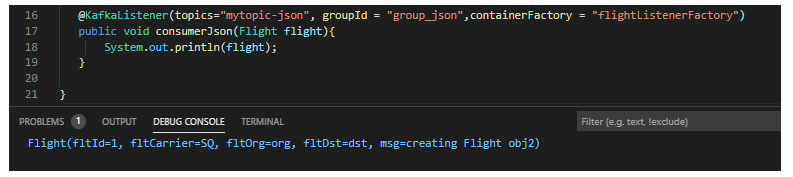 16 @KafkaListener(topics="mytopic-json", groupId = "group_json",containerFactory = "flightListenerFactory")
17 public void consumerJson(Flight flight){
18 System.out.println(flight);
19 }
20
21 }
PROBLEMS 1 OUTPUT DEBUG CONSOLE TERMINAL Filter (e.g. text, !exclude)
Flight(fltId=1, fltCarrier=SQ, fltOrg=org, fltDst=dst, msg=creating Flight obj2)